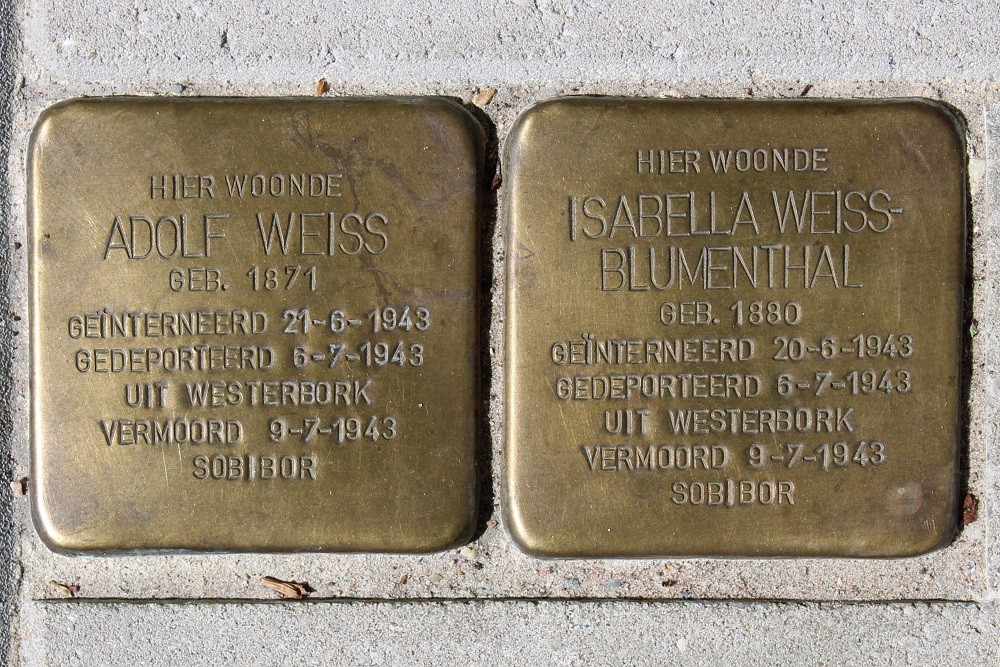 HIER WOONDE
ADOLF WEISS
GEB. 1871
GEÏNTERNEERD 21-6-1943
GEDEPORTEERD 6-7-1943
UIT WESTERBORK
VERMOORD 9-7-1943
SOBIBOR
HIER WOONDE
ISABELLA WEISS-
BLUMENTHAL
GEB. 1880
GEÏNTERNEERD 20-6-1943
GEDEPORTEERD 6-7-1943
UIT WESTERBORK
VERMOORD 9-7-1943
SOBIBOR